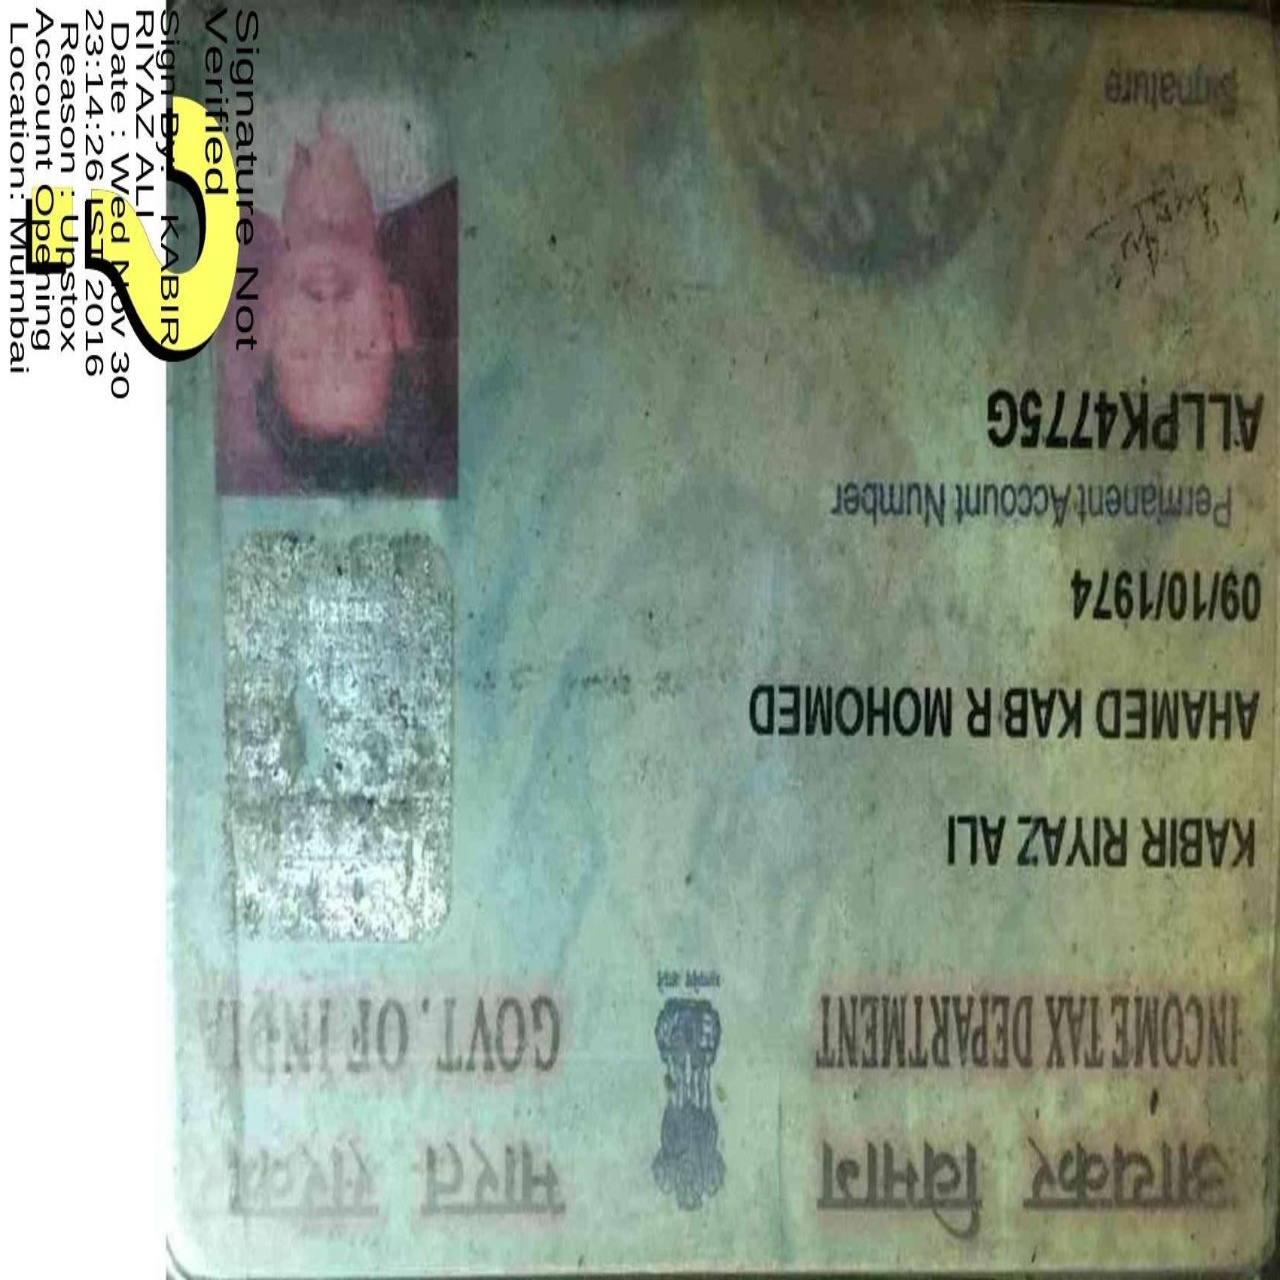 आयकर विभाग
INCOME TAX DEPARTMENT
भारत सरकार
GOVT. OF INDIA
KABIR RIYAZ ALI
AHAMED KAB R MOHOMED
09/10/1974
Permanent Account Number
ALLPK4775G
Signature
Signature Not
Verified
Sign By: KABIR
RIYAZ ALI
Date : Wed Nov 30
23:14:26 IST 2016
Reason : Upstox
Account Opening
Location: Mumbai